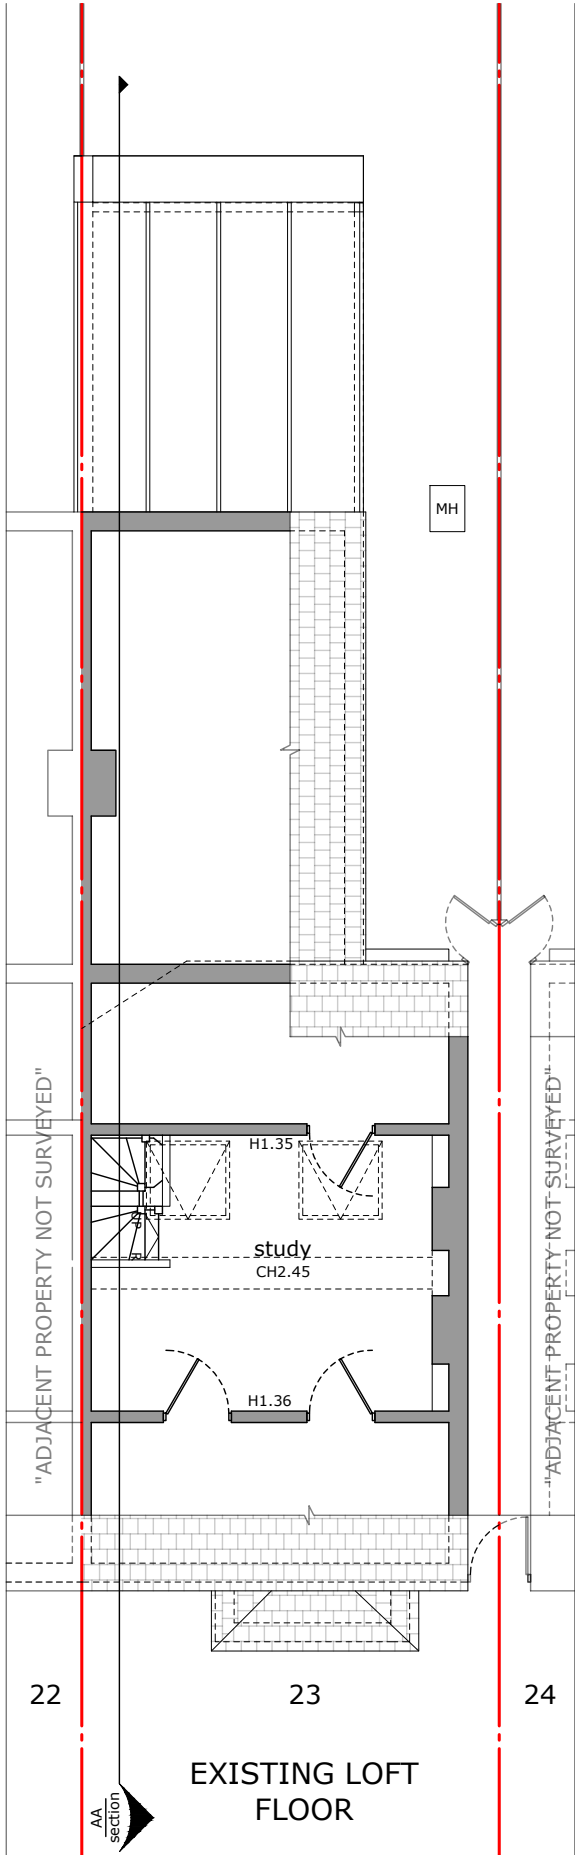 MH
"ADJACENT PROPERTY NOT SURVEYED"
"ADJACENT PROPERTY NOT SURVEYED"
H1.35
study
CH2.45
H1.36
22
23
24
EXISTING LOFT
FLOOR
AA
section